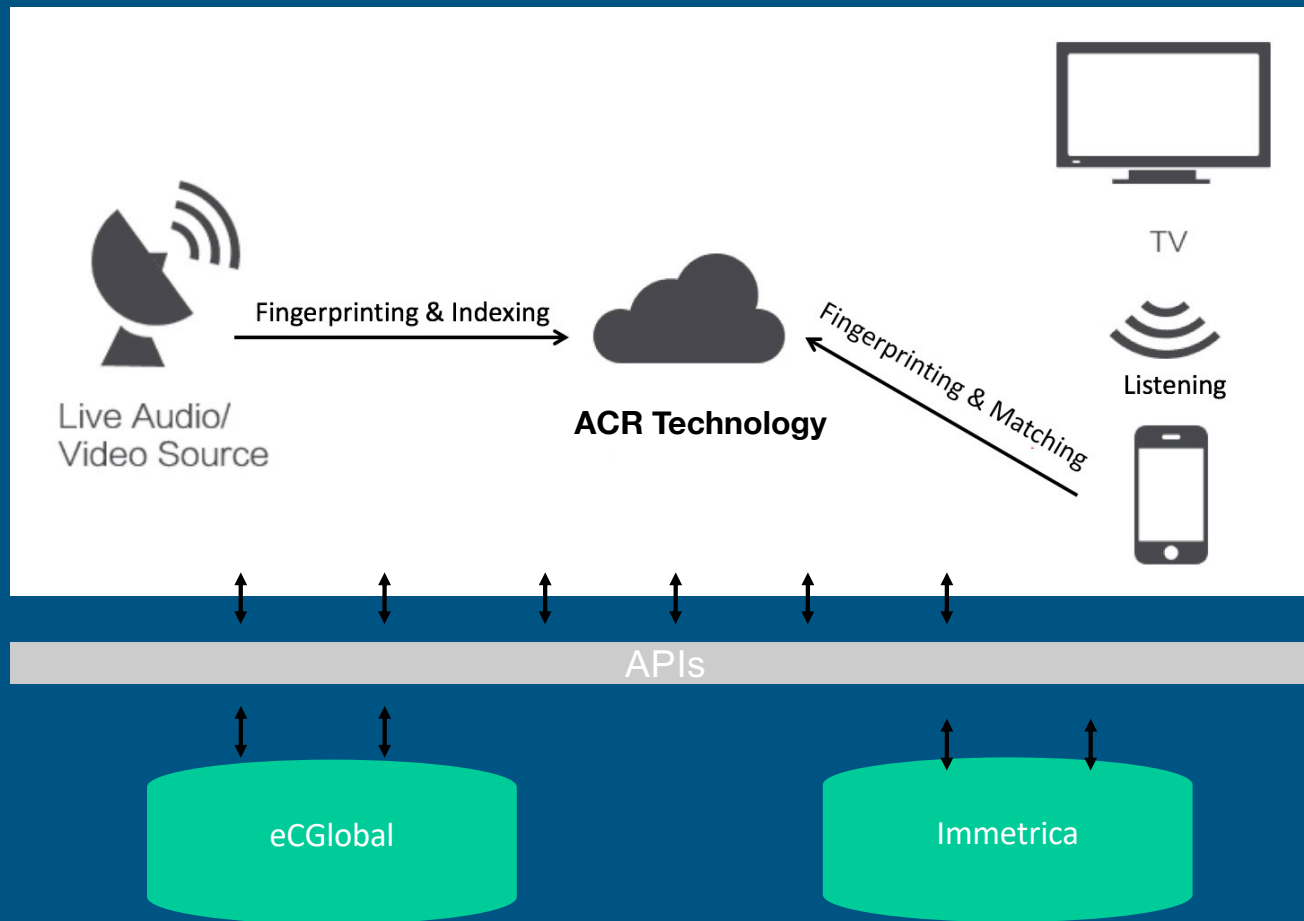 TV
Fingerprinting & Indexing
Fingerprinting & Matching
Listening
Live Audio/
Video Source
ACR Technology
APIs
eCGlobal
Immetrica